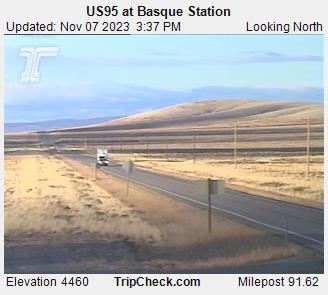 US95 at Basque Station
Updated: Nov 07 2023 3:37 PM Looking North
Elevation 4460 TripCheck.com Milepost 91.62